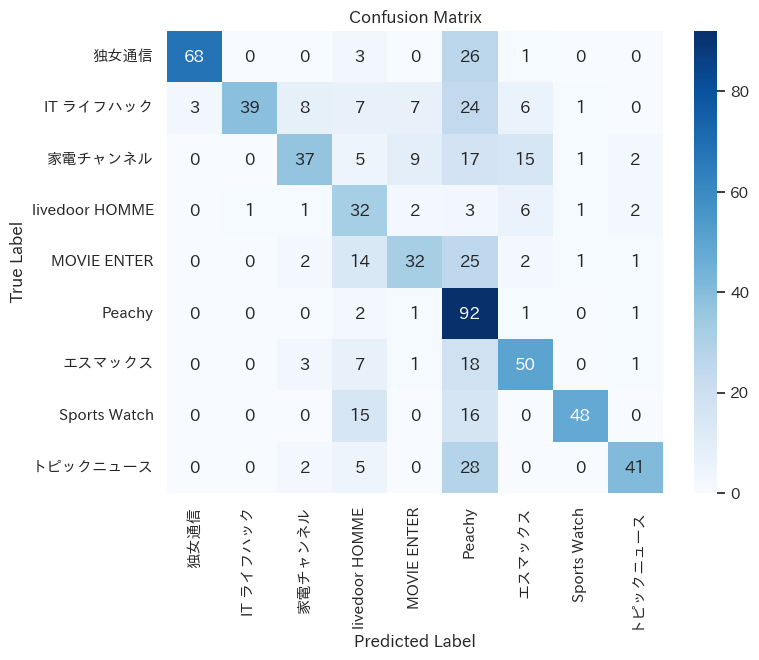 Confusion Matrix
独女通信 68 0 0 3 0 26 1 0 0
IT ライフハック 3 39 8 7 7 24 6 1 0
家電チャンネル 0 0 37 5 9 17 15 1 2
livedoor HOMME 0 1 1 32 2 3 6 1 2
MOVIE ENTER 0 0 2 14 32 25 2 1 1
Peachy 0 0 0 2 1 92 1 0 1
エスマックス 0 0 3 7 1 18 50 0 1
Sports Watch 0 0 0 15 0 16 0 48 0
トピックニュース 0 0 2 5 0 28 0 0 41
True Label
独女通信
IT ライフハック
家電チャンネル
livedoor HOMME
MOVIE ENTER
Peachy
エスマックス
Sports Watch
トピックニュース
Predicted Label
80
60
40
20
0